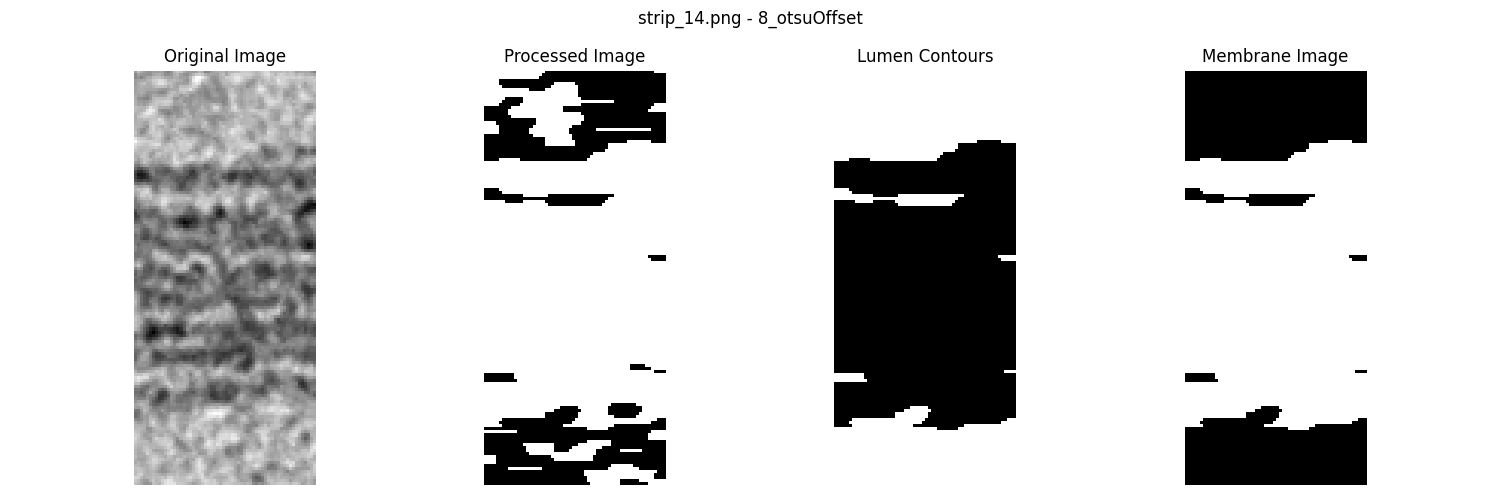 strip_14.png - 8_otsuOffset
Original Image
Processed Image
Lumen Contours
Membrane Image